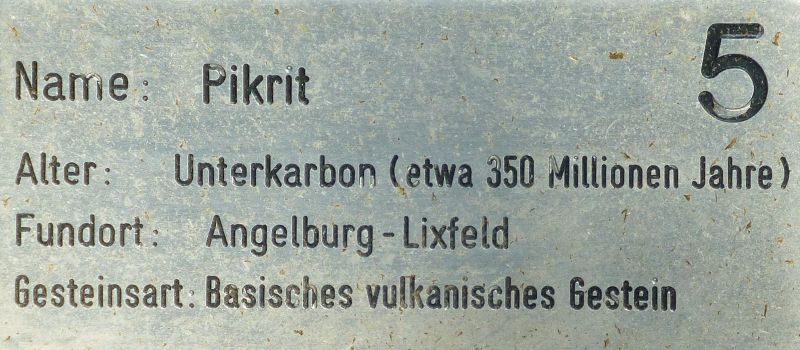 5
Name: Pikrit
Alter: Unterkarbon (etwa 350 Millionen Jahre)
Fundort: Angelburg-Lixfeld
Gesteinsart: Basisches vulkanisches Gestein